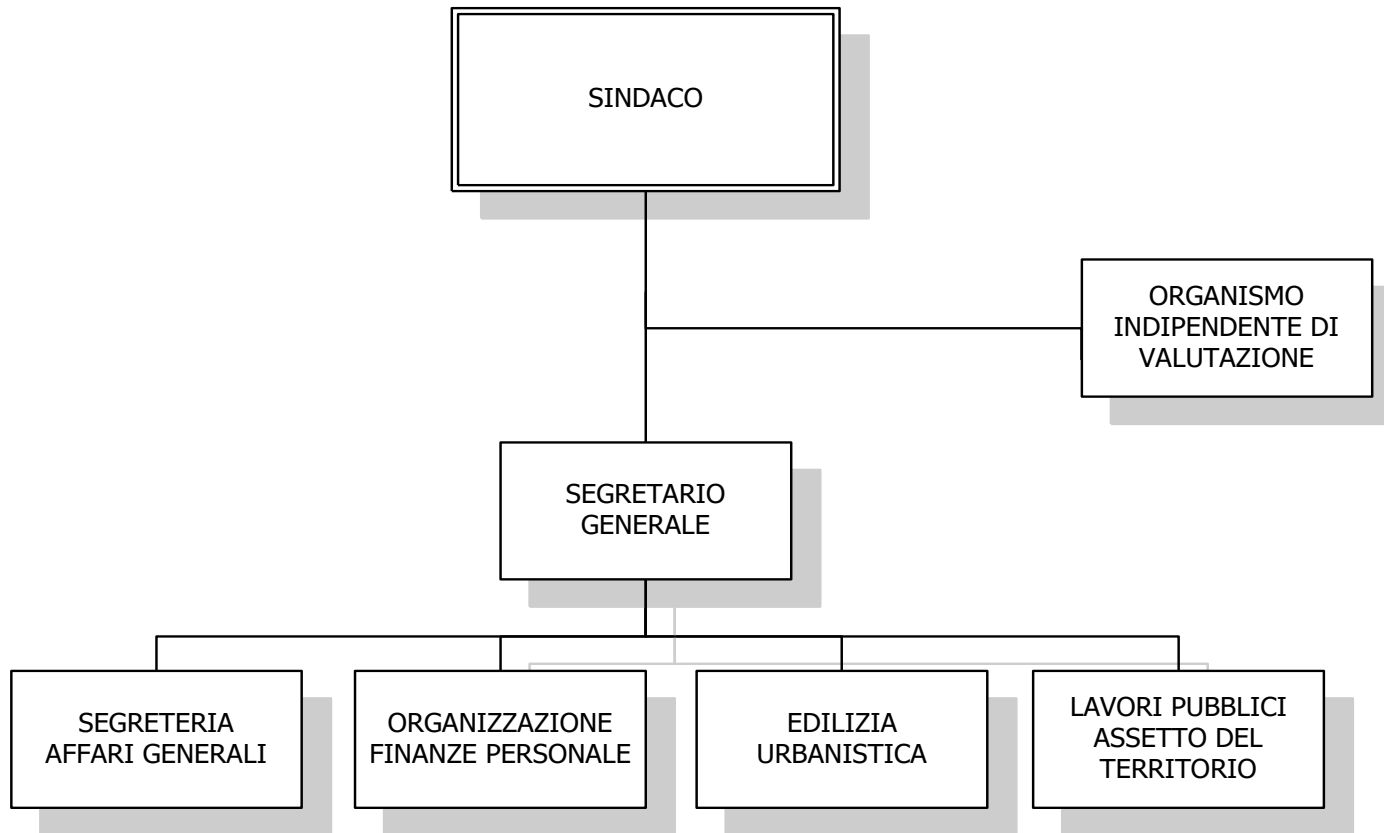 SINDACO
ORGANISMO
INDIPENDENTE DI
VALUTAZIONE
SEGRETARIO
GENERALE
SEGRETERIA
AFFARI GENERALI
ORGANIZZAZIONE
FINANZE PERSONALE
EDILIZIA
URBANISTICA
LAVORI PUBBLICI
ASSETTO DEL
TERRITORIO